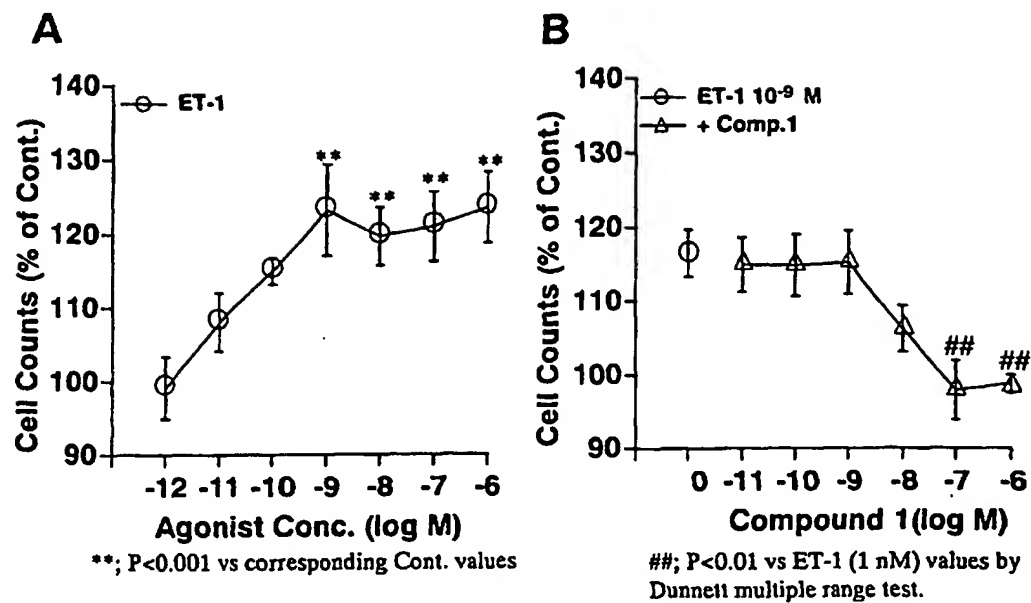 A
Cell Counts (% of Cont.)
140
130
120
110
100
90
ET-1
**
**
**
**
-12 -11 -10 -9 -8 -7 -6
Agonist Conc. (log M)
**; P<0.001 vs corresponding Cont. values
B
Cell Counts (% of Cont.)
140
130
120
110
100
90
ET-1 10⁻⁹ M
+ Comp.1
##
##
0 -11 -10 -9 -8 -7 -6
Compound 1(log M)
##; P<0.01 vs ET-1 (1 nM) values by
Dunnett multiple range test.